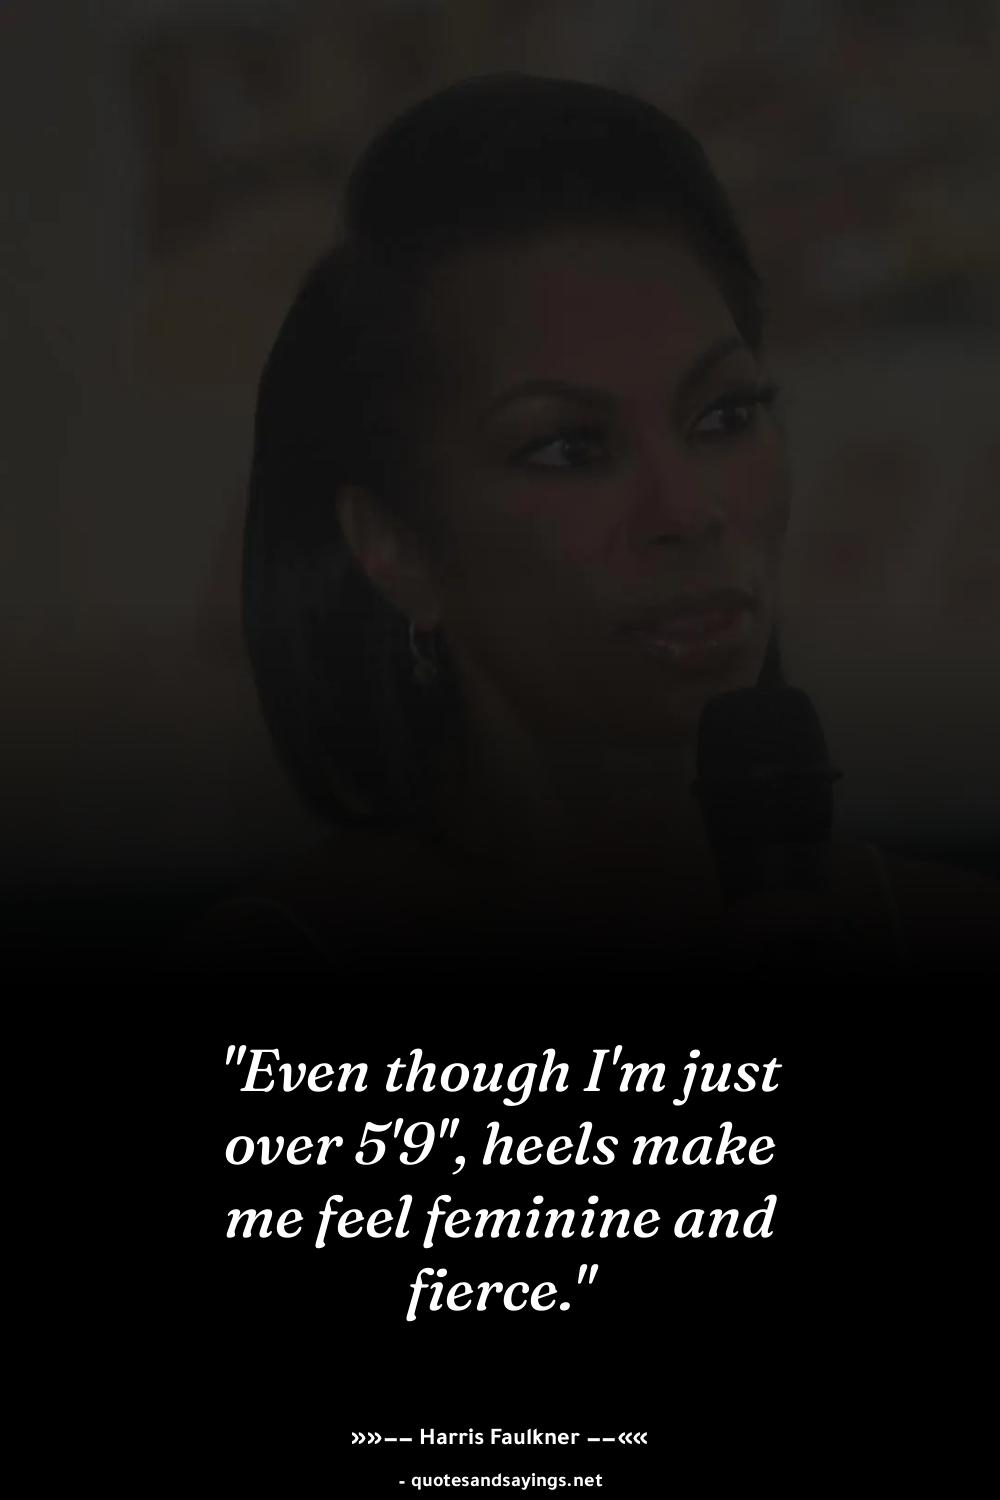 "Even though I'm just
over 5'9", heels make
me feel feminine and
fierce."
»»–– Harris Faulkner ––««
- quotesandsayings.net